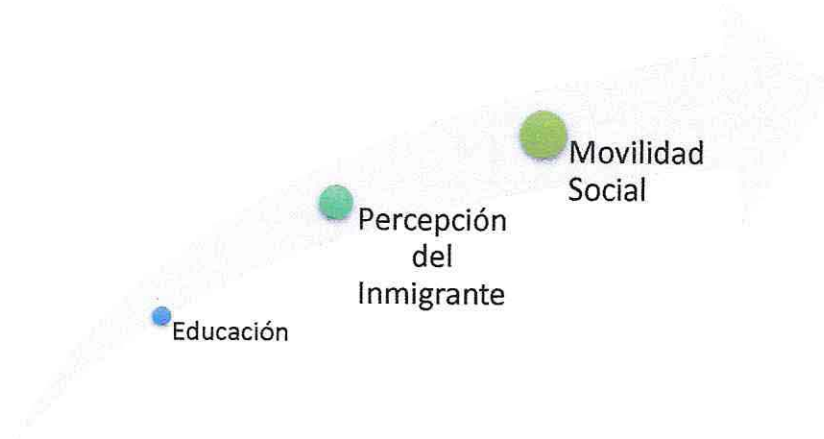 Movilidad
Social
Percepción
del
Inmigrante
Educación